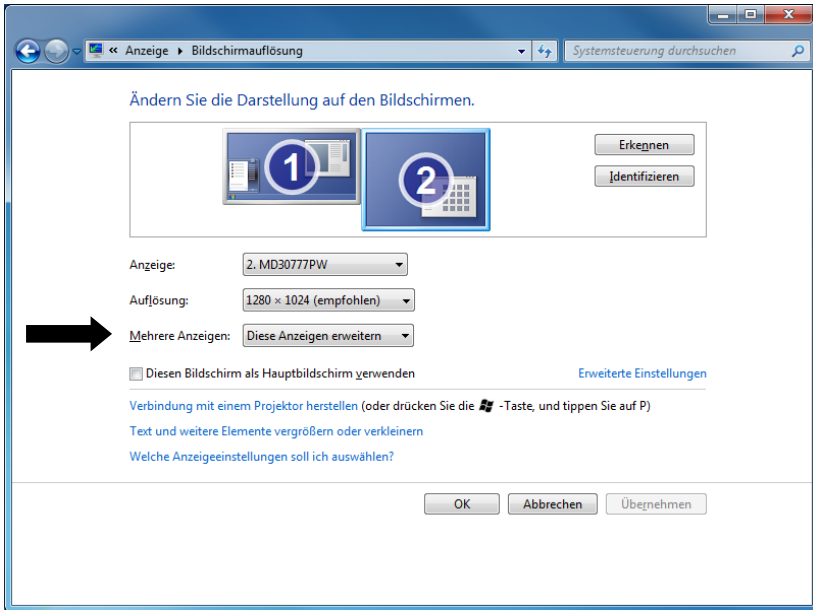 « Anzeige ▸ Bildschirmauflösung
Systemsteuerung durchsuchen
Ändern Sie die Darstellung auf den Bildschirmen.
1
2
Erkennen
Identifizieren
Anzeige: 2. MD30777PW
Auflösung: 1280 × 1024 (empfohlen)
Mehrere Anzeigen: Diese Anzeigen erweitern
Diesen Bildschirm als Hauptbildschirm verwenden
Erweiterte Einstellungen
Verbindung mit einem Projektor herstellen (oder drücken Sie die -Taste, und tippen Sie auf P)
Text und weitere Elemente vergrößern oder verkleinern
Welche Anzeigeeinstellungen soll ich auswählen?
OK Abbrechen Übernehmen